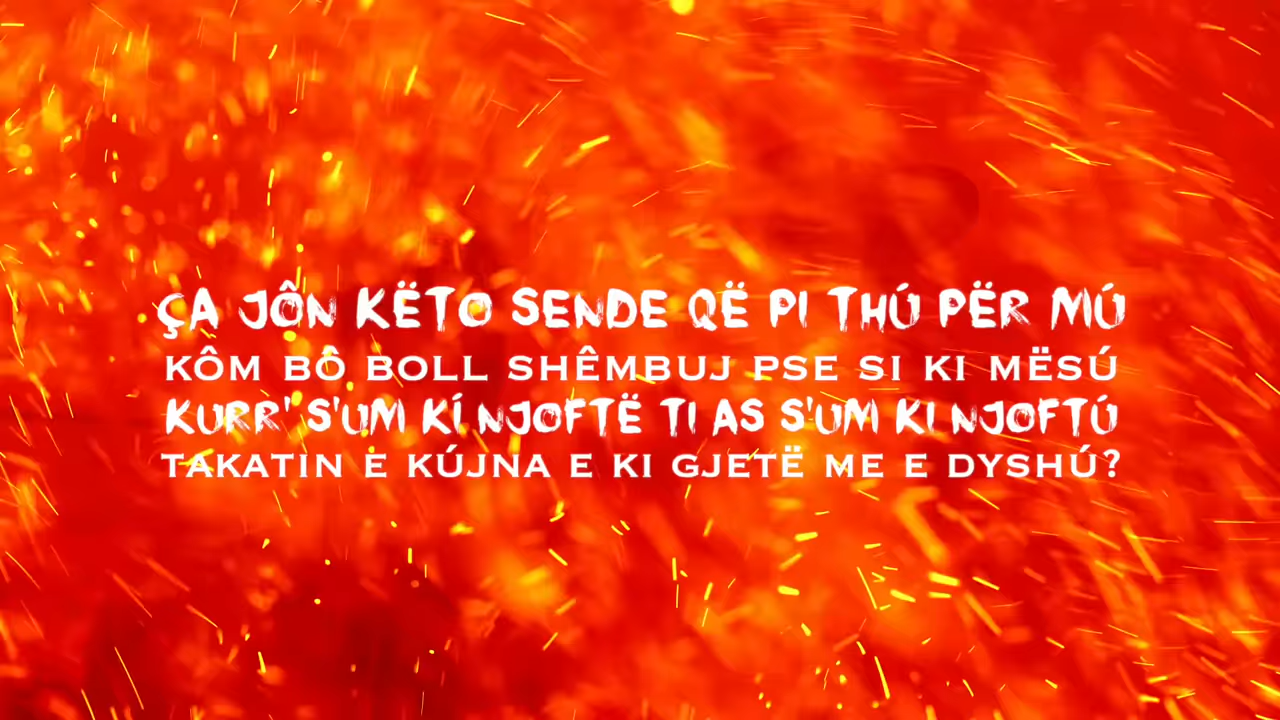 ÇA JÔN KËTO SENDE QË PI THÚ PËR MÚ
KÔM BÔ BOLL SHÊMBUJ PSE SI KI MËSÚ
KURR' S'UM KÍ NJOFTË TI AS S'UM KI NJOFTÚ
TAKATIN E KÚJNA E KI GJETË ME E DYSHÚ?